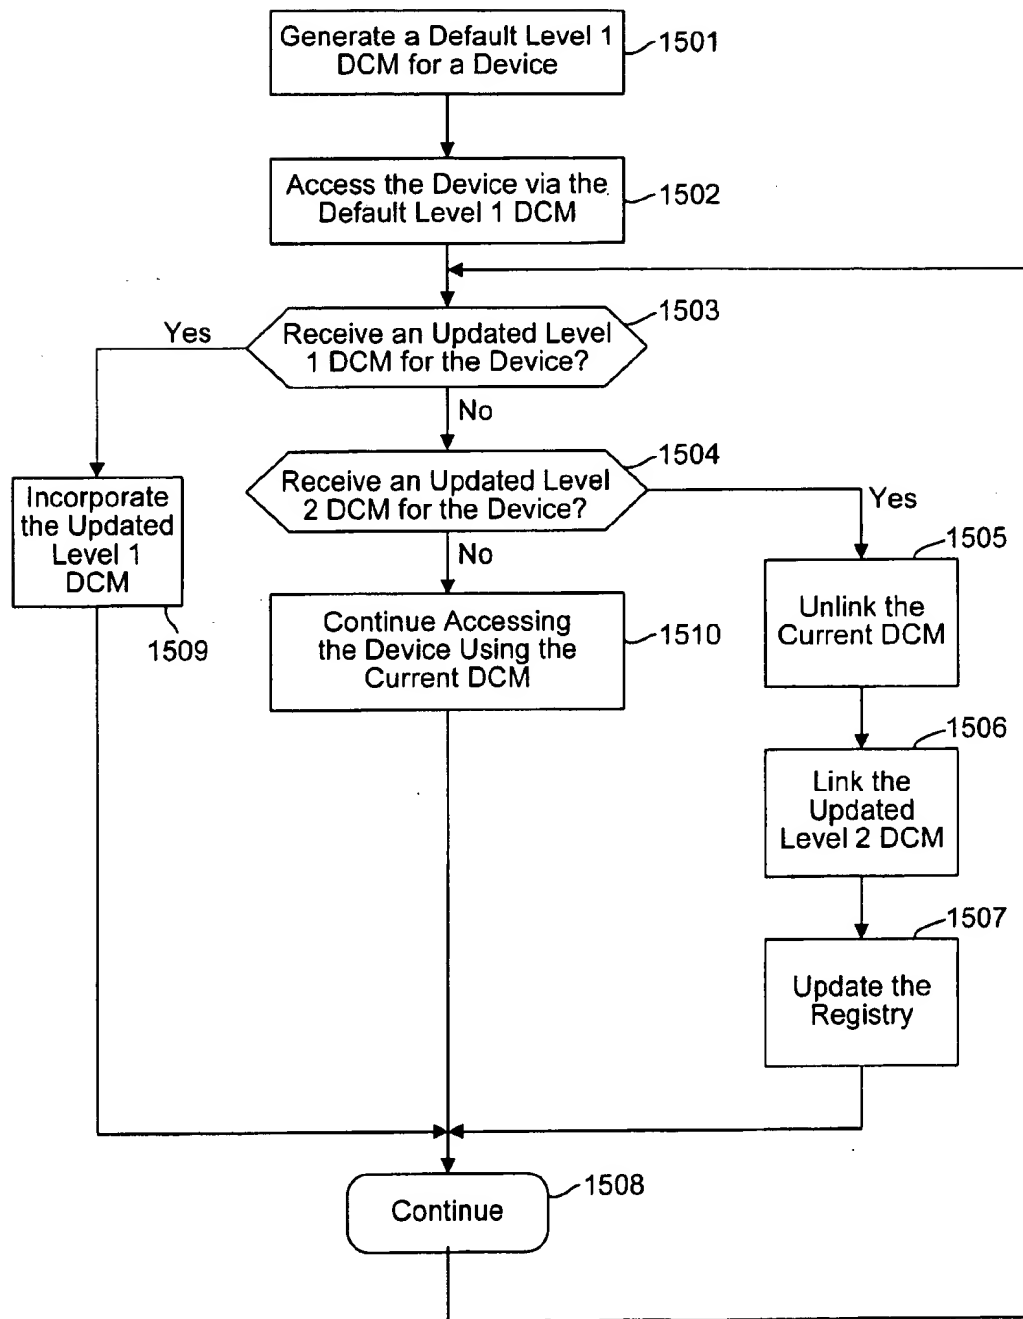 Generate a Default Level 1
DCM for a Device
1501
Access the Device via the
Default Level 1 DCM
1502
Receive an Updated Level
1 DCM for the Device?
1503
Yes
No
Receive an Updated Level
2 DCM for the Device?
1504
Yes
No
Incorporate
the Updated
Level 1
DCM
1509
Continue Accessing
the Device Using the
Current DCM
1510
Unlink the
Current DCM
1505
Link the
Updated
Level 2 DCM
1506
Update the
Registry
1507
Continue
1508